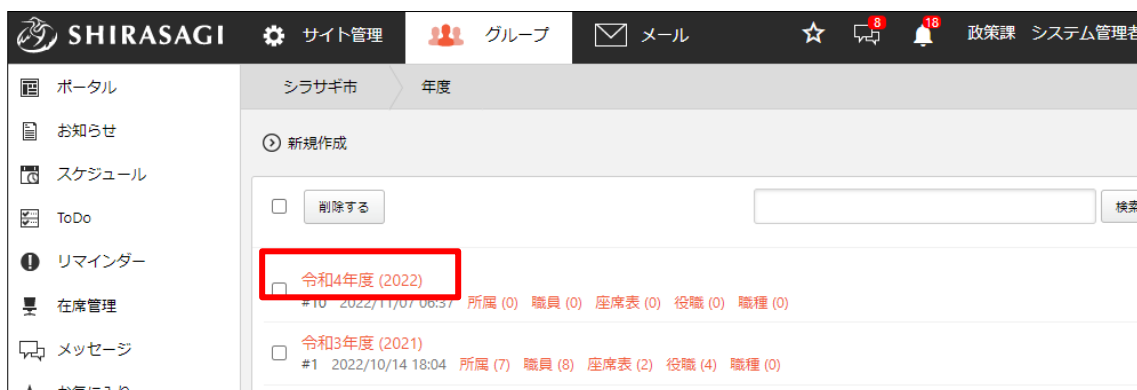 SHIRASAGI サイト管理 グループ メール 8 18 政策課 システム管理者
ポータル
お知らせ
スケジュール
ToDo
リマインダー
在席管理
メッセージ
シラサギ市 年度
新規作成
削除する 検索
令和4年度 (2022)
#10 2022/11/07 06:37 所属 (0) 職員 (0) 座席表 (0) 役職 (0) 職種 (0)
令和3年度 (2021)
#1 2022/10/14 18:04 所属 (7) 職員 (8) 座席表 (2) 役職 (4) 職種 (0)